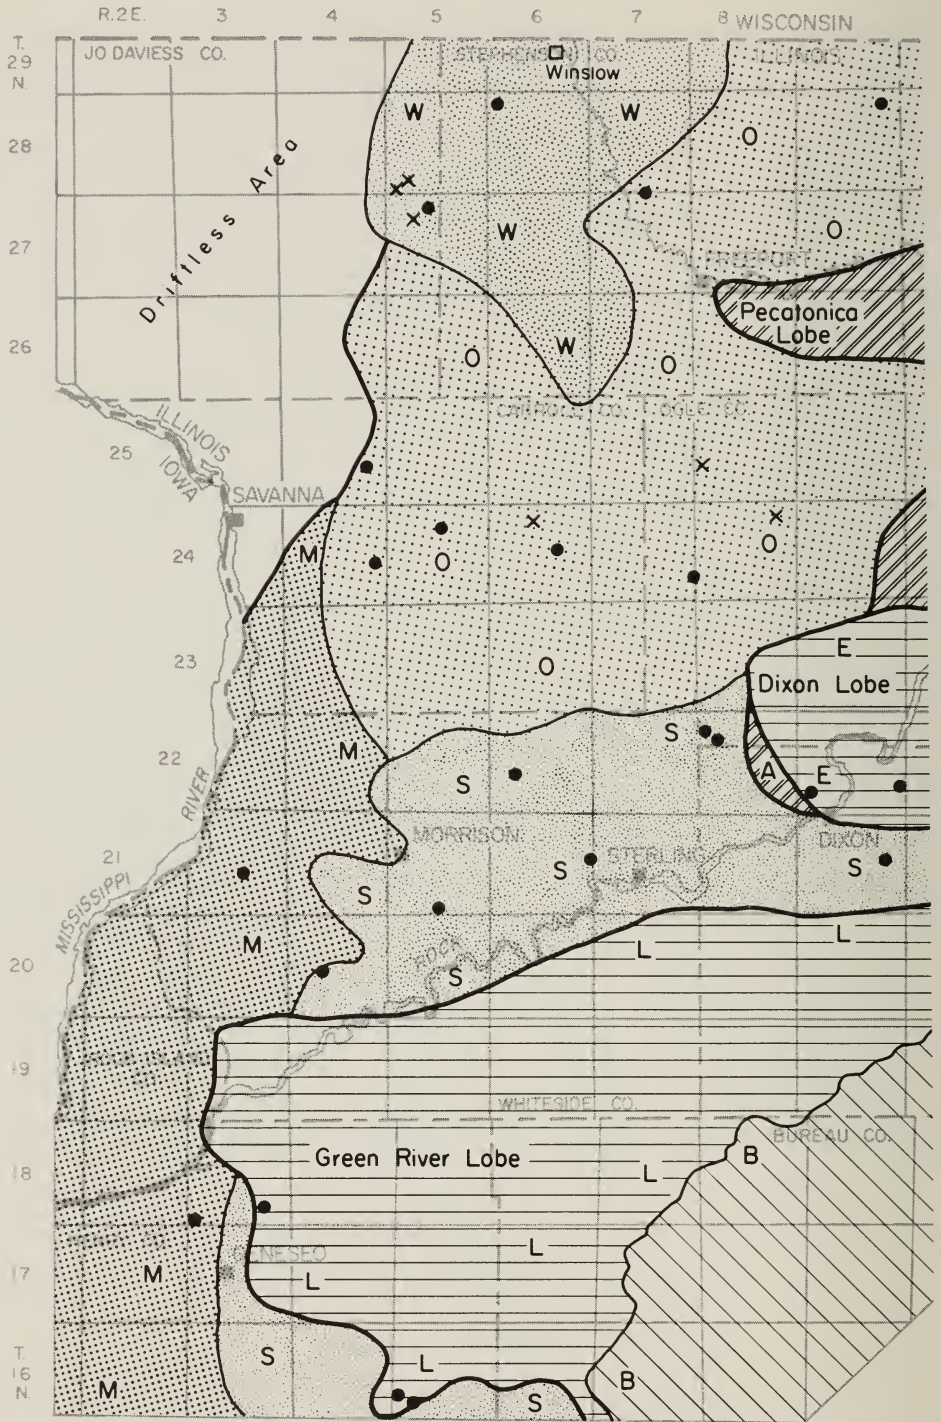 R.2E. 3 4 5 6 7 8 WISCONSIN
T.
29
N.
JO DAVIESS CO.
STEPHENSON CO.
ILLINOIS
Winslow
W
W
28
O
Driftless Area
27
W
O
FREEPORT
Pecatonica
Lobe
26
W
O
O
CARROLL CO.
OGLE CO.
ILLINOIS
IOWA
25
SAVANNA
24
M
O
O
23
O
E
Dixon Lobe
22
M
S
S
A
E
RIVER
MORRISON
DIXON
21
STERLING
S
S
S
MISSISSIPPI
M
L
L
20
ROCK
S
19
WHITESIDE CO.
BUREAU CO.
18
Green River Lobe
L
B
GENESEO
L
17
M
L
T.
16
N.
S
L
B
M
S